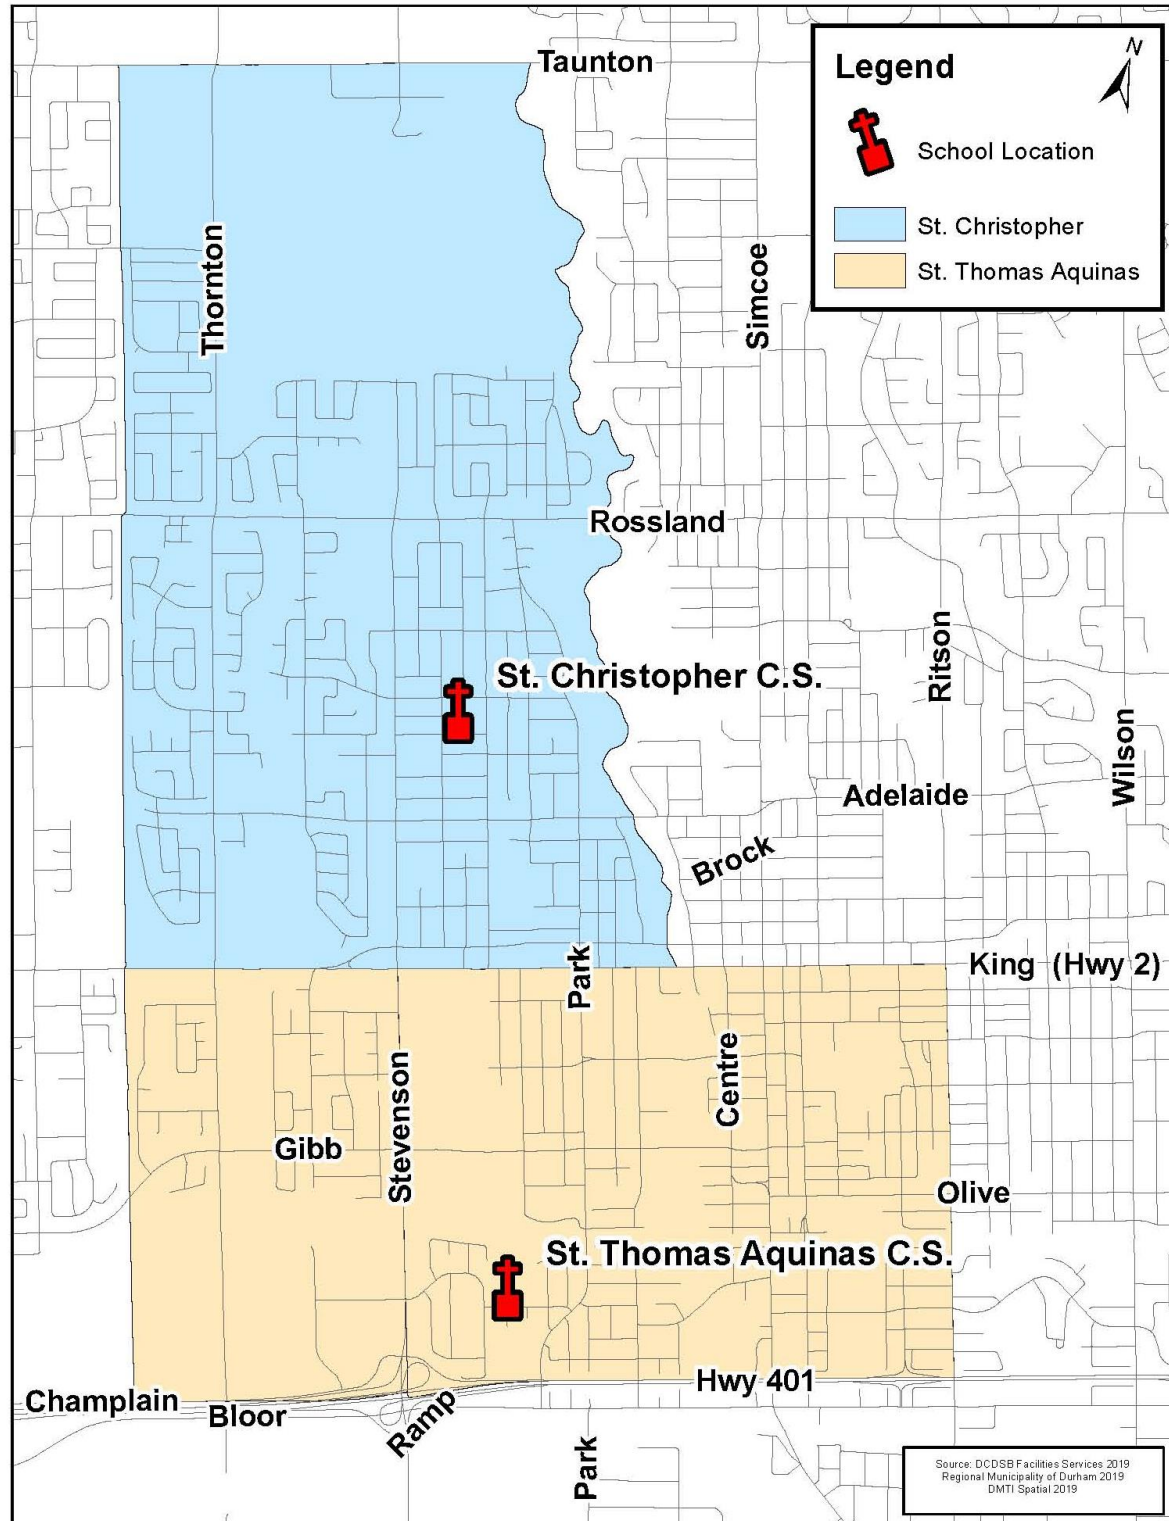 Taunton
Legend
N
School Location
St. Christopher
St. Thomas Aquinas
Thornton
Simcoe
Rossland
St. Christopher C.S.
Ritson
Wilson
Adelaide
Brock
Park
King (Hwy 2)
Centre
Stevenson
Gibb
Olive
St. Thomas Aquinas C.S.
Hwy 401
Champlain
Bloor
Ramp
Park
Source: DCDSB Facilities Services 2019
Regional Municipality of Durham 2019
DMTI Spatial 2019